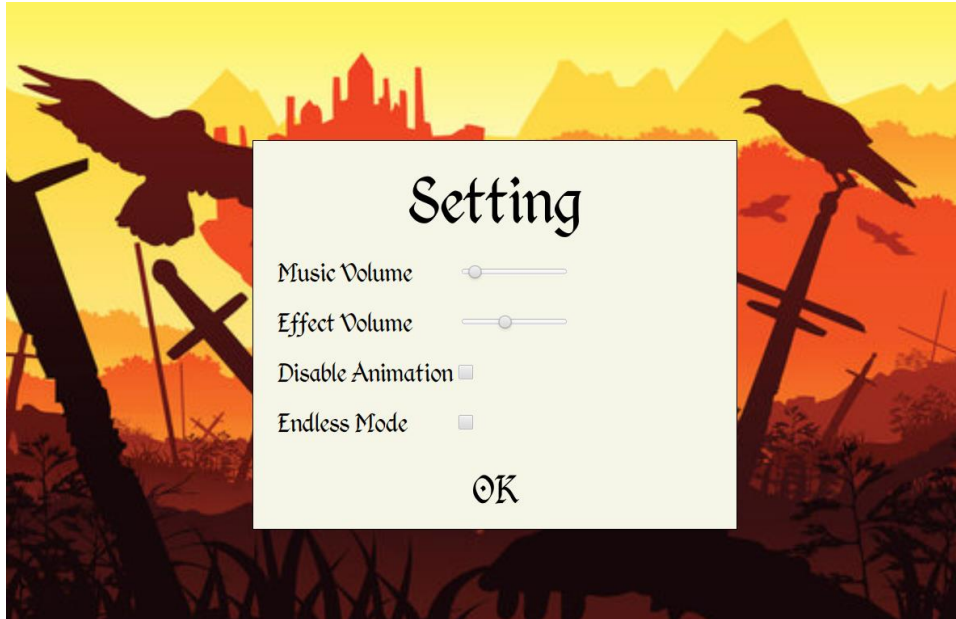 Setting
Music Volume
Effect Volume
Disable Animation
Endless Mode
OK